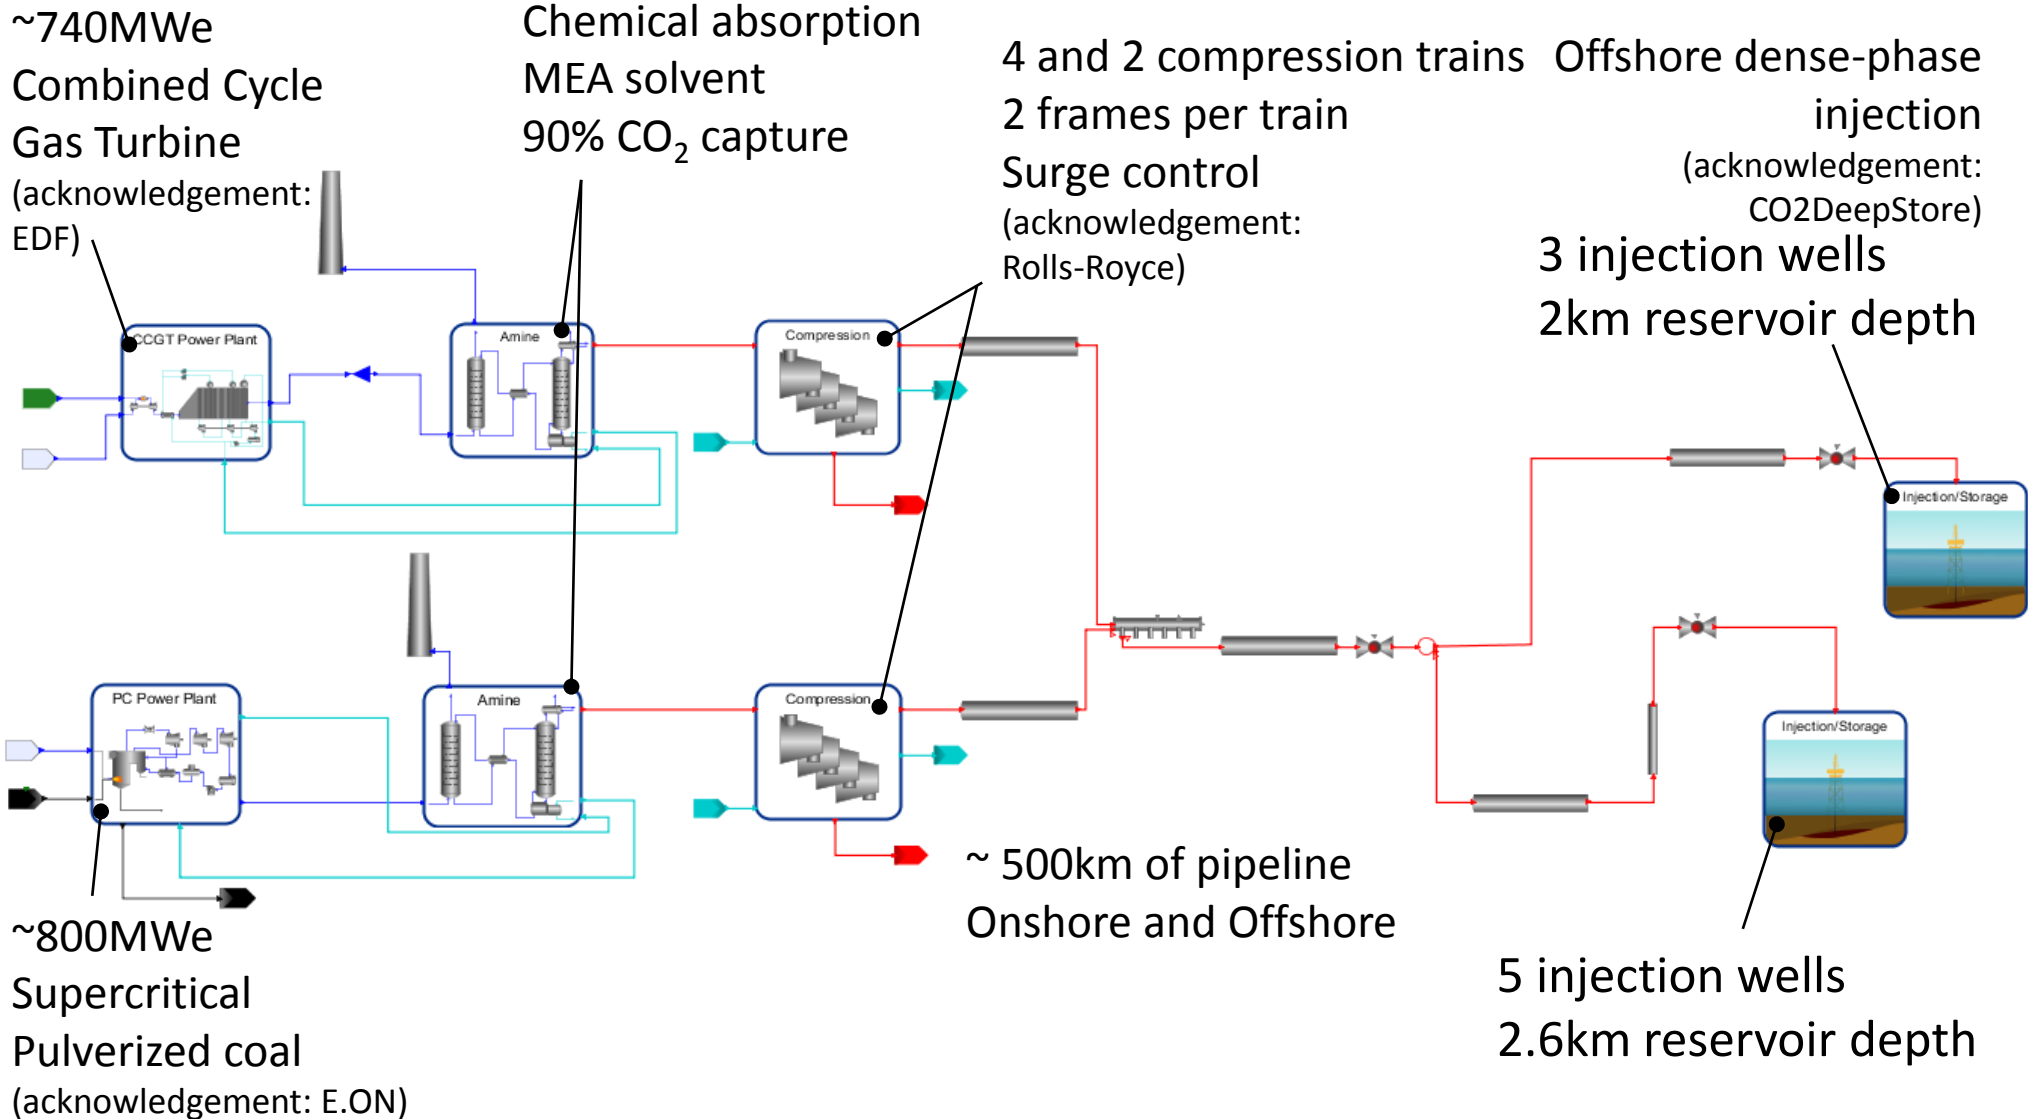 ~740MWe
Combined Cycle
Gas Turbine
(acknowledgement:
EDF)
Chemical absorption
MEA solvent
90% CO₂ capture
4 and 2 compression trains
2 frames per train
Surge control
(acknowledgement:
Rolls-Royce)
Offshore dense-phase
injection
(acknowledgement:
CO2DeepStore)
3 injection wells
2km reservoir depth
CCGT Power Plant
Amine
Compression
Injection/Storage
PC Power Plant
Amine
Compression
Injection/Storage
~ 500km of pipeline
Onshore and Offshore
~800MWe
Supercritical
Pulverized coal
(acknowledgement: E.ON)
5 injection wells
2.6km reservoir depth